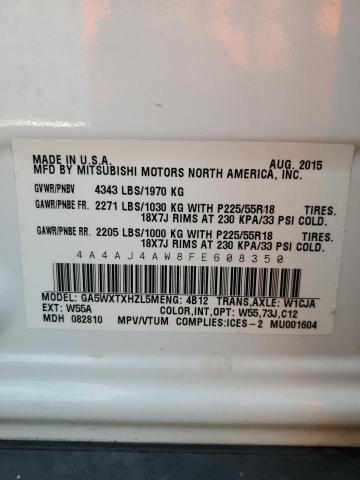 MADE IN U.S.A. AUG. 2015
MFD BY MITSUBISHI MOTORS NORTH AMERICA, INC.
GVWR/PNBV 4343 LBS/1970 KG
GAWR/PNBE FR. 2271 LBS/1030 KG WITH P225/55R18 TIRES.
18X7J RIMS AT 230 KPA/33 PSI COLD.
GAWR/PNBE RR. 2205 LBS/1000 KG WITH P225/55R18 TIRES.
18X7J RIMS AT 230 KPA/33 PSI COLD.
4A4AJ4AW8FE608350
MODEL: GA5WXTXHZL5MENG: 4B12 TRANS,AXLE: W1CJA
EXT: W55A COLOR,INT,OPT: W55,73J,C12
MDH 082810 MPV/VTUM COMPLIES:ICES-2 MU001604